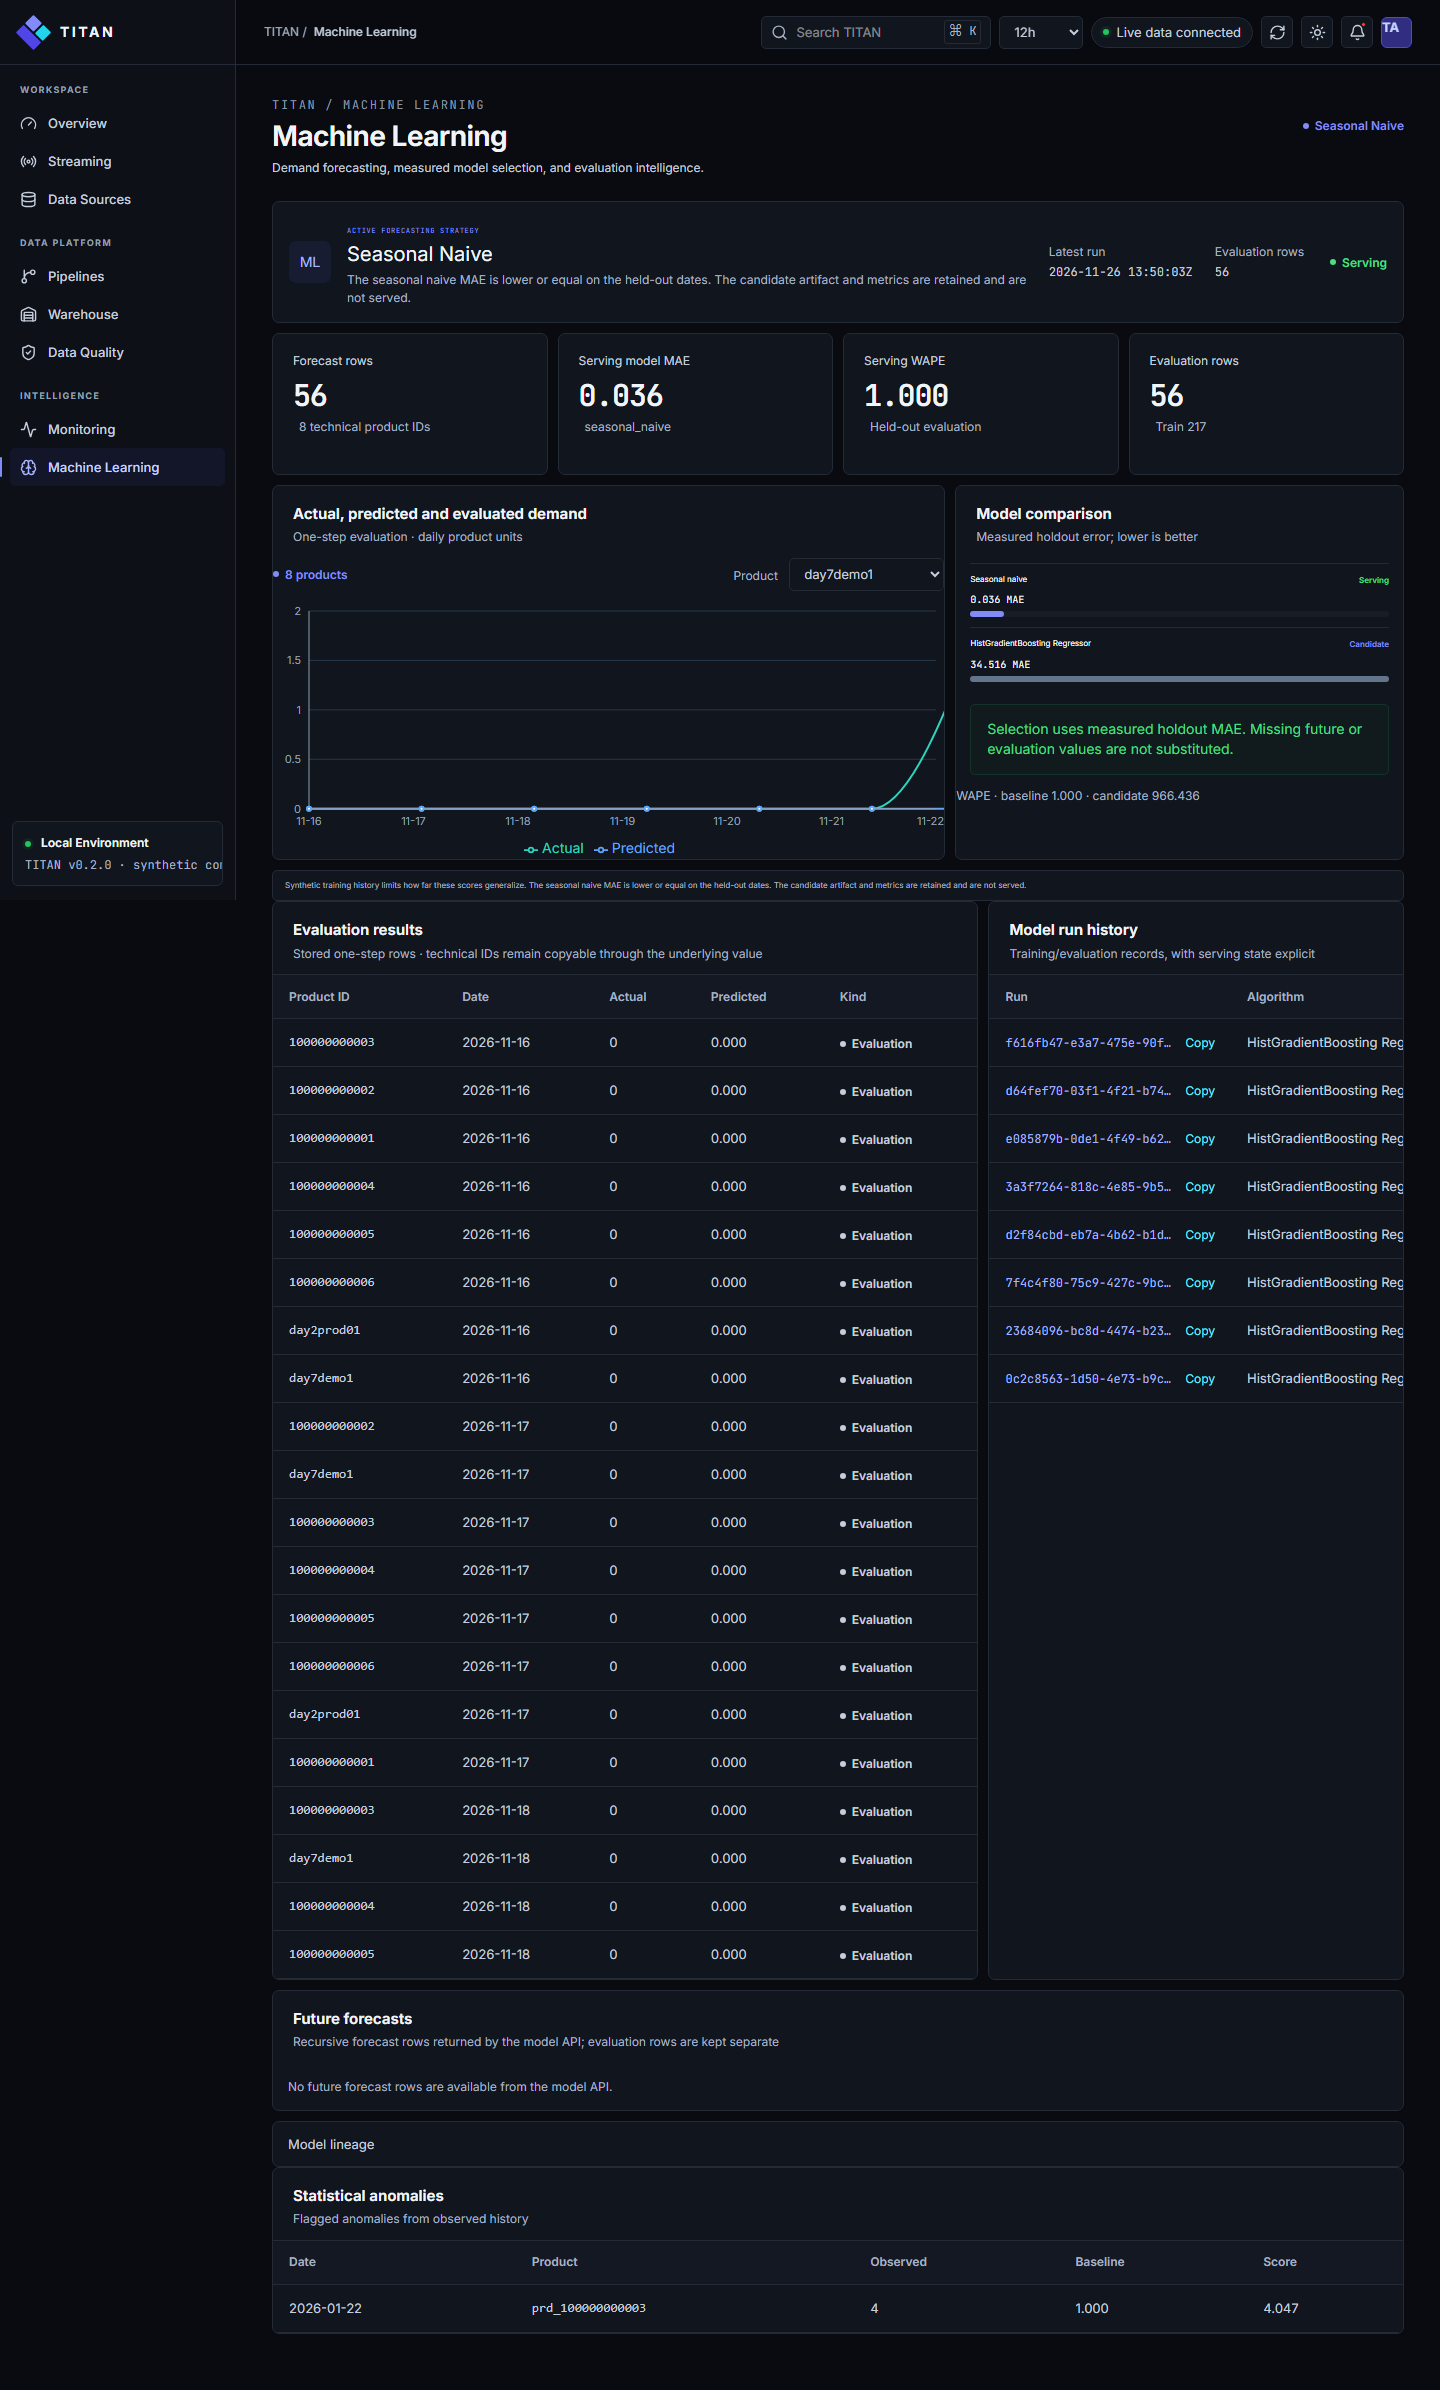 TITAN
TITAN / Machine Learning
Search TITAN
⌘ K
12h
Live data connected
TA
WORKSPACE
Overview
Streaming
Data Sources
DATA PLATFORM
Pipelines
Warehouse
Data Quality
INTELLIGENCE
Monitoring
Machine Learning
Local Environment
TITAN v0.2.0 · synthetic con
TITAN / MACHINE LEARNING
Machine Learning
Demand forecasting, measured model selection, and evaluation intelligence.
Seasonal Naive
ML
ACTIVE FORECASTING STRATEGY
Seasonal Naive
The seasonal naive MAE is lower or equal on the held-out dates. The candidate artifact and metrics are retained and are
not served.
Latest run
2026-11-26 13:50:03Z
Evaluation rows
56
Serving
Forecast rows
56
8 technical product IDs
Serving model MAE
0.036
seasonal_naive
Serving WAPE
1.000
Held-out evaluation
Evaluation rows
56
Train 217
Actual, predicted and evaluated demand
One-step evaluation · daily product units
8 products
Product
day7demo1
2
1.5
1
0.5
0
11-16 11-17 11-18 11-19 11-20 11-21 11-22
Actual Predicted
Model comparison
Measured holdout error; lower is better
Seasonal naive Serving
0.036 MAE
HistGradientBoosting Regressor Candidate
34.516 MAE
Selection uses measured holdout MAE. Missing future or
evaluation values are not substituted.
WAPE · baseline 1.000 · candidate 966.436
Synthetic training history limits how far these scores generalize. The seasonal naive MAE is lower or equal on the held-out dates. The candidate artifact and metrics are retained and are not served.
Evaluation results
Stored one-step rows · technical IDs remain copyable through the underlying value
Product ID Date Actual Predicted Kind
100000000003 2026-11-16 0 0.000 Evaluation
100000000002 2026-11-16 0 0.000 Evaluation
100000000001 2026-11-16 0 0.000 Evaluation
100000000004 2026-11-16 0 0.000 Evaluation
100000000005 2026-11-16 0 0.000 Evaluation
100000000006 2026-11-16 0 0.000 Evaluation
day2prod01 2026-11-16 0 0.000 Evaluation
day7demo1 2026-11-16 0 0.000 Evaluation
100000000002 2026-11-17 0 0.000 Evaluation
day7demo1 2026-11-17 0 0.000 Evaluation
100000000003 2026-11-17 0 0.000 Evaluation
100000000004 2026-11-17 0 0.000 Evaluation
100000000005 2026-11-17 0 0.000 Evaluation
100000000006 2026-11-17 0 0.000 Evaluation
day2prod01 2026-11-17 0 0.000 Evaluation
100000000001 2026-11-17 0 0.000 Evaluation
100000000003 2026-11-18 0 0.000 Evaluation
day7demo1 2026-11-18 0 0.000 Evaluation
100000000004 2026-11-18 0 0.000 Evaluation
100000000005 2026-11-18 0 0.000 Evaluation
Model run history
Training/evaluation records, with serving state explicit
Run Algorithm
f616fb47-e3a7-475e-90f… Copy HistGradientBoosting Reg
d64fef70-03f1-4f21-b74… Copy HistGradientBoosting Reg
e085879b-0de1-4f49-b62… Copy HistGradientBoosting Reg
3a3f7264-818c-4e85-9b5… Copy HistGradientBoosting Reg
d2f84cbd-eb7a-4b62-b1d… Copy HistGradientBoosting Reg
7f4c4f80-75c9-427c-9bc… Copy HistGradientBoosting Reg
23684096-bc8d-4474-b23… Copy HistGradientBoosting Reg
0c2c8563-1d50-4e73-b9c… Copy HistGradientBoosting Reg
Future forecasts
Recursive forecast rows returned by the model API; evaluation rows are kept separate
No future forecast rows are available from the model API.
Model lineage
Statistical anomalies
Flagged anomalies from observed history
Date Product Observed Baseline Score
2026-01-22 prd_100000000003 4 1.000 4.047